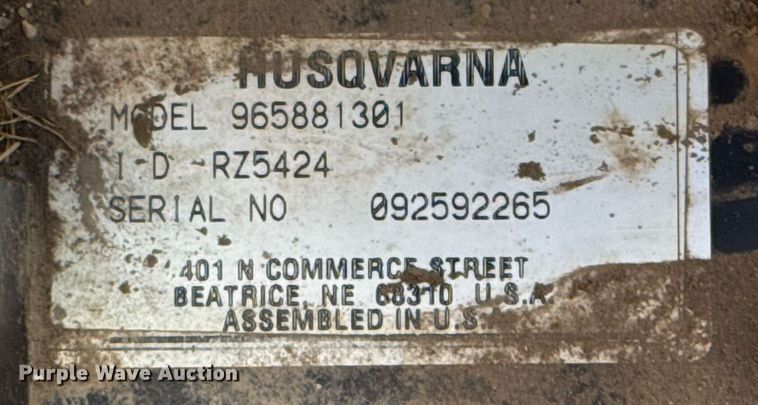 HUSQVARNA
MODEL 965881301
I D RZ5424
SERIAL NO 092592265
401 N COMMERCE STREET
BEATRICE, NE 68310 U.S.A.
ASSEMBLED IN U.S.
Purple Wave Auction